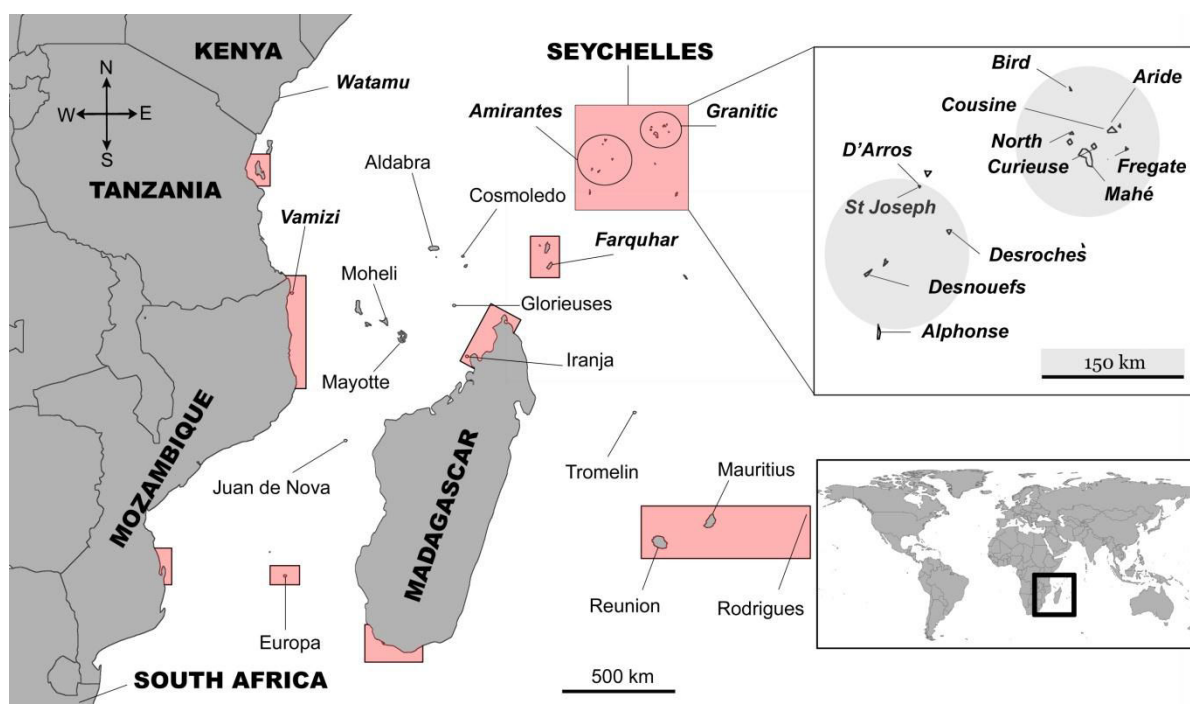 KENYA
N
W
E
S
Watamu
TANZANIA
Vamizi
Aldabra
Cosmoledo
SEYCHELLES
Amirantes
Granitic
Farquhar
Moheli
Glorieuses
Mayotte
Iranja
MOZAMBIQUE
Juan de Nova
MADAGASCAR
Tromelin
Mauritius
Reunion
Rodrigues
Europa
SOUTH AFRICA
500 km
Bird
Aride
Cousine
North
Curieuse
Fregate
Mahé
D'Arros
St Joseph
Desroches̀
Desnouefs
Alphonse
150 km